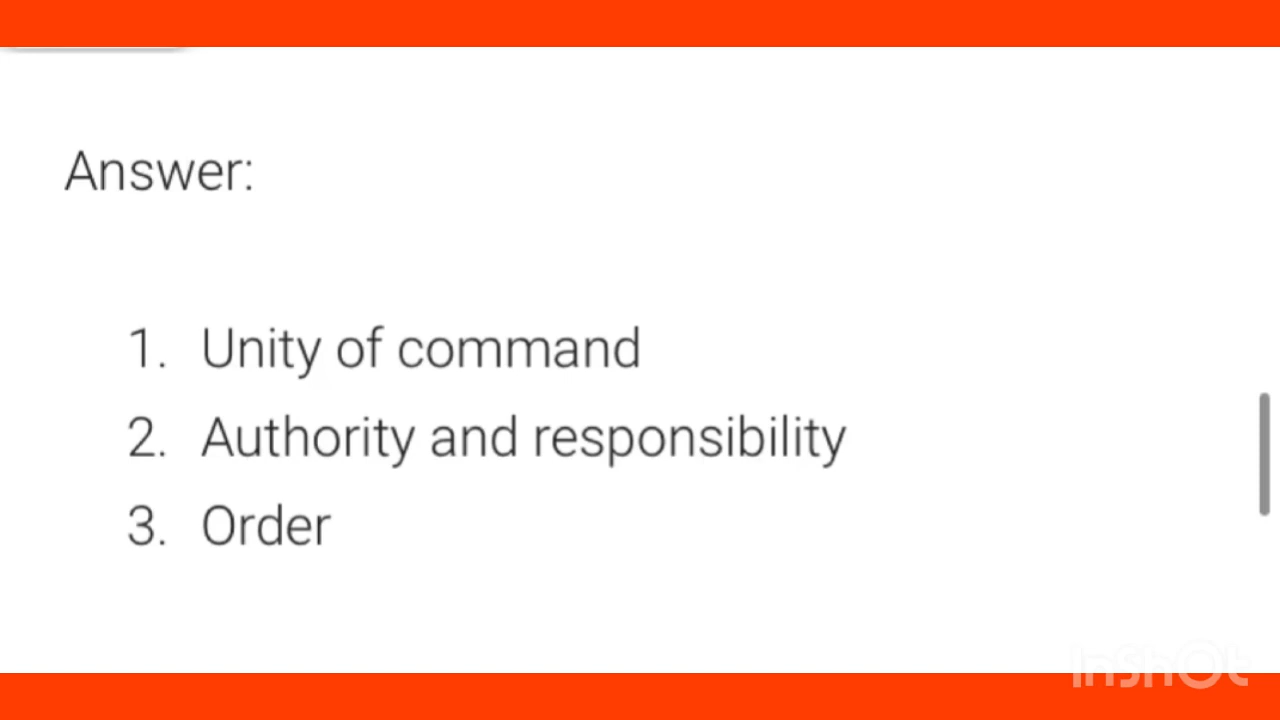 Answer:
1. Unity of command
2. Authority and responsibility
3. Order
InShOt